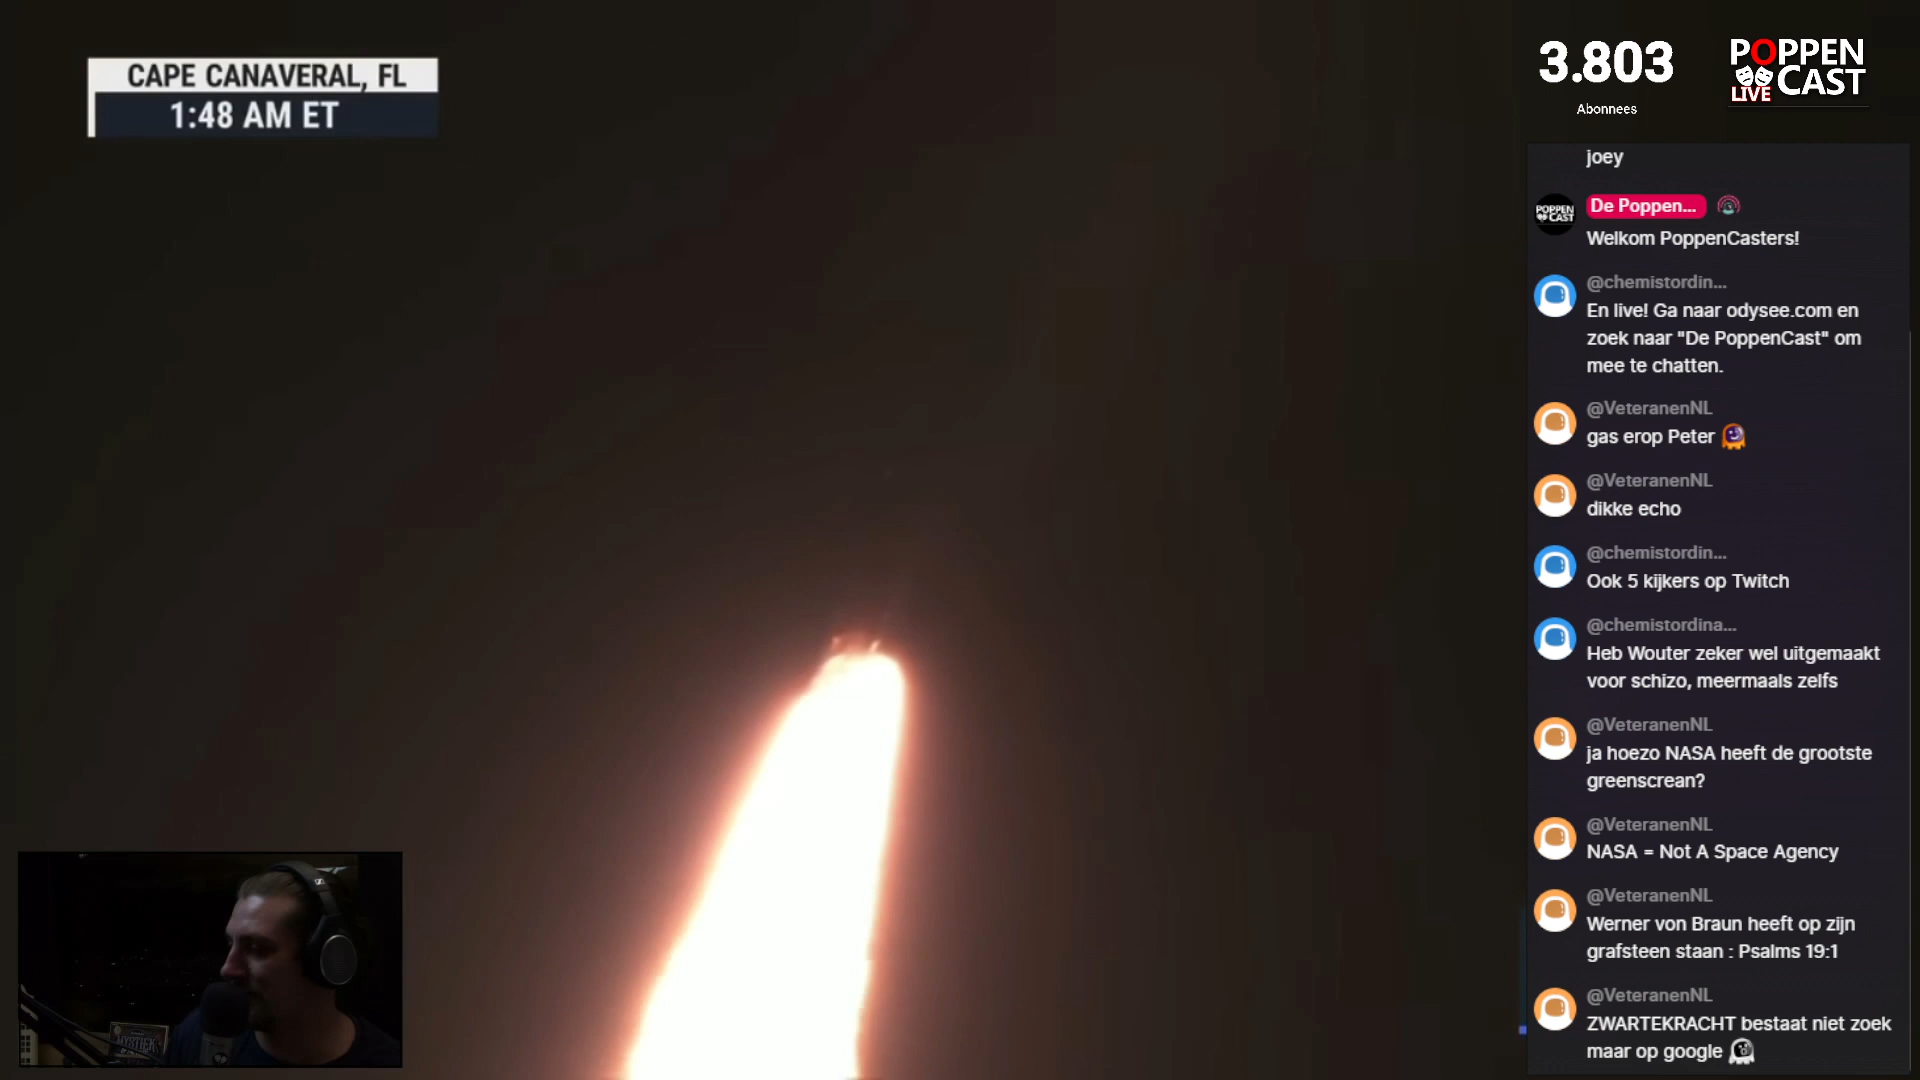 CAPE CANAVERAL, FL
1:48 AM ET
3.803
Abonnees
POPPEN
CAST
LIVE
joey
POPPEN
CAST
De Poppen...
Welkom PoppenCasters!
@chemistordin...
En live! Ga naar odysee.com en
zoek naar "De PoppenCast" om
mee te chatten.
@VeteranenNL
gas erop Peter
@VeteranenNL
dikke echo
@chemistordin...
Ook 5 kijkers op Twitch
@chemistordina...
Heb Wouter zeker wel uitgemaakt
voor schizo, meermaals zelfs
@VeteranenNL
ja hoezo NASA heeft de grootste
greenscrean?
@VeteranenNL
NASA = Not A Space Agency
@VeteranenNL
Werner von Braun heeft op zijn
grafsteen staan : Psalms 19:1
@VeteranenNL
ZWARTEKRACHT bestaat niet zoek
maar op google
MYSTIEK